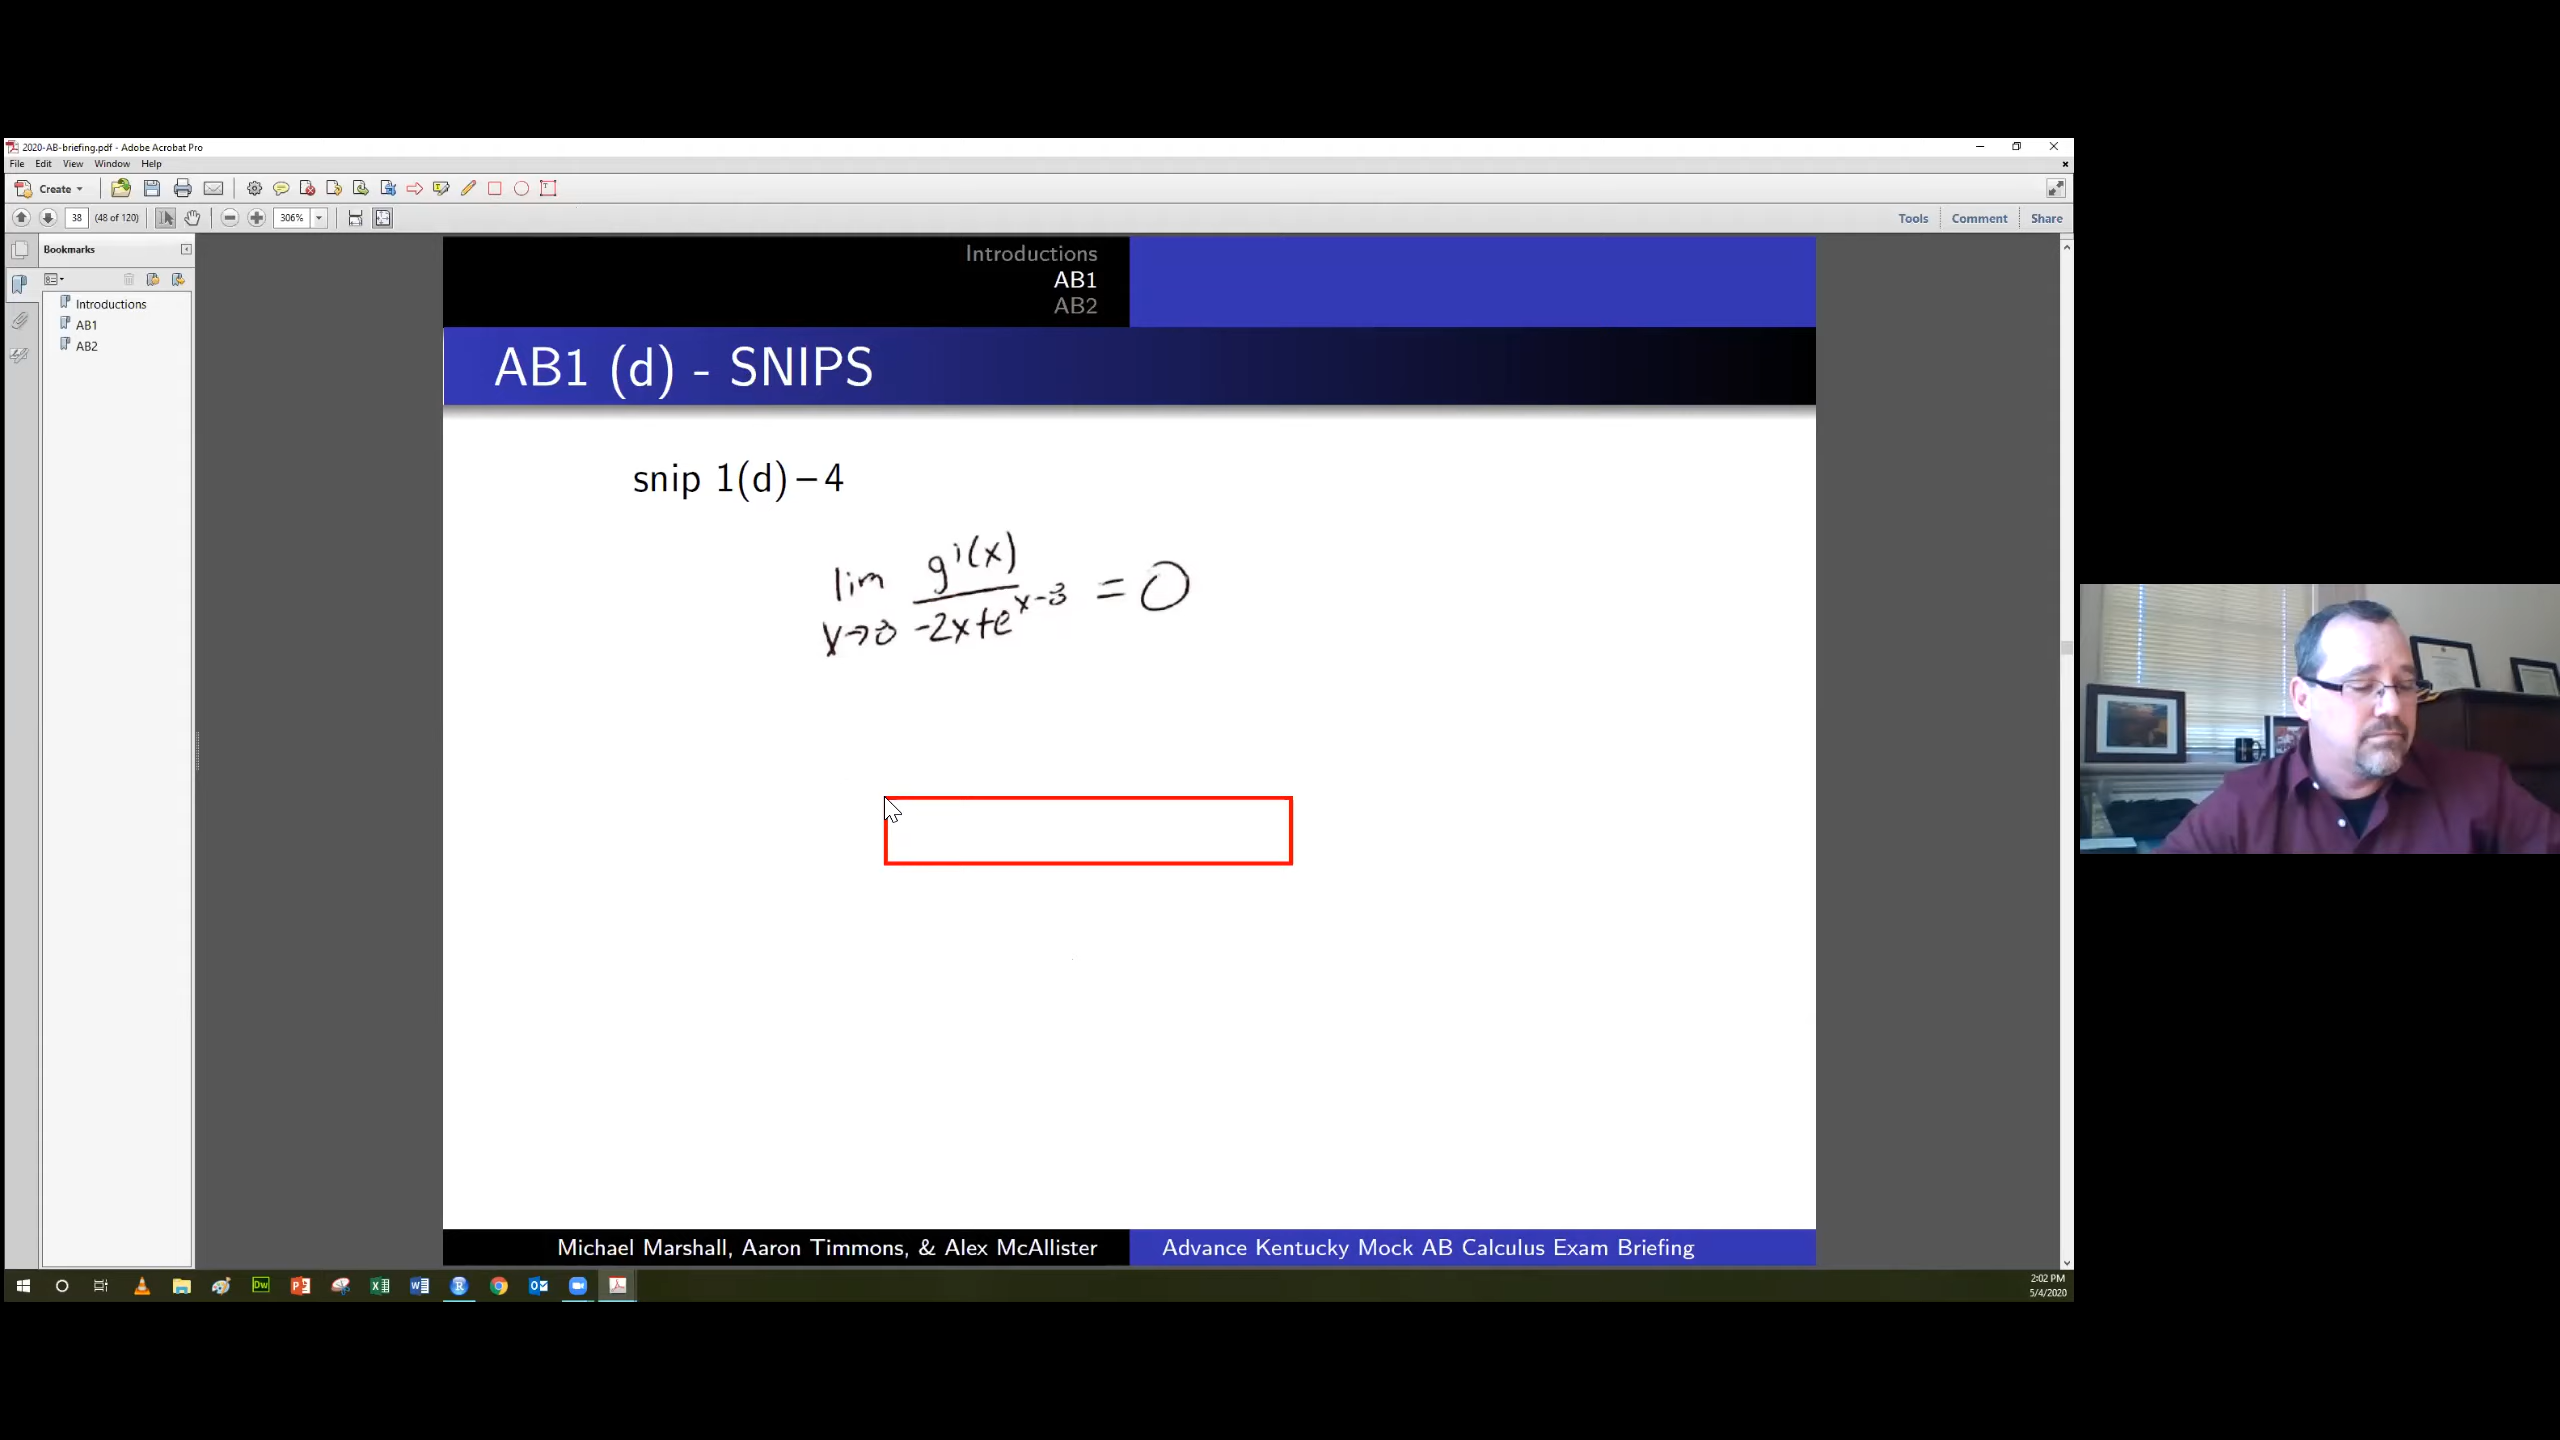 2020-AB-briefing.pdf - Adobe Acrobat Pro
File Edit View Window Help
Create
38 (48 of 120) 306% Tools Comment Share
Bookmarks
Introductions
AB1
AB2
Introductions
AB1
AB2
AB1 (d) - SNIPS
snip 1(d) – 4
lim g'(x)
x→3 -2x+e^x-3 = 0
Michael Marshall, Aaron Timmons, & Alex McAllister Advance Kentucky Mock AB Calculus Exam Briefing
2:02 PM
5/4/2020